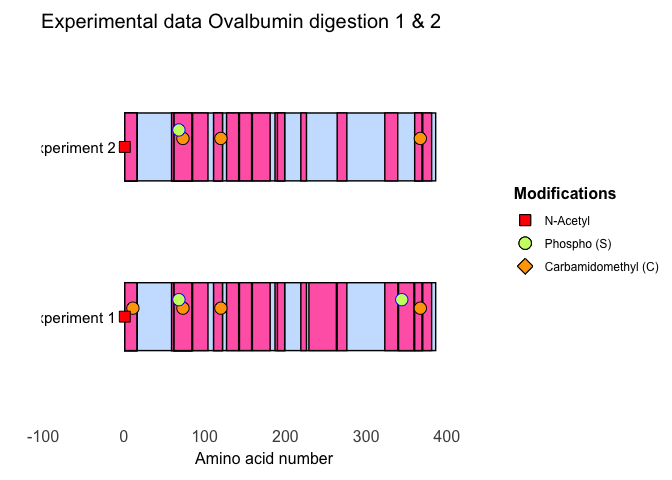 Experimental data Ovalbumin digestion 1 & 2
xperiment 2
xperiment 1
Modifications
N-Acetyl
Phospho (S)
Carbamidomethyl (C)
-100 0 100 200 300 400
Amino acid number